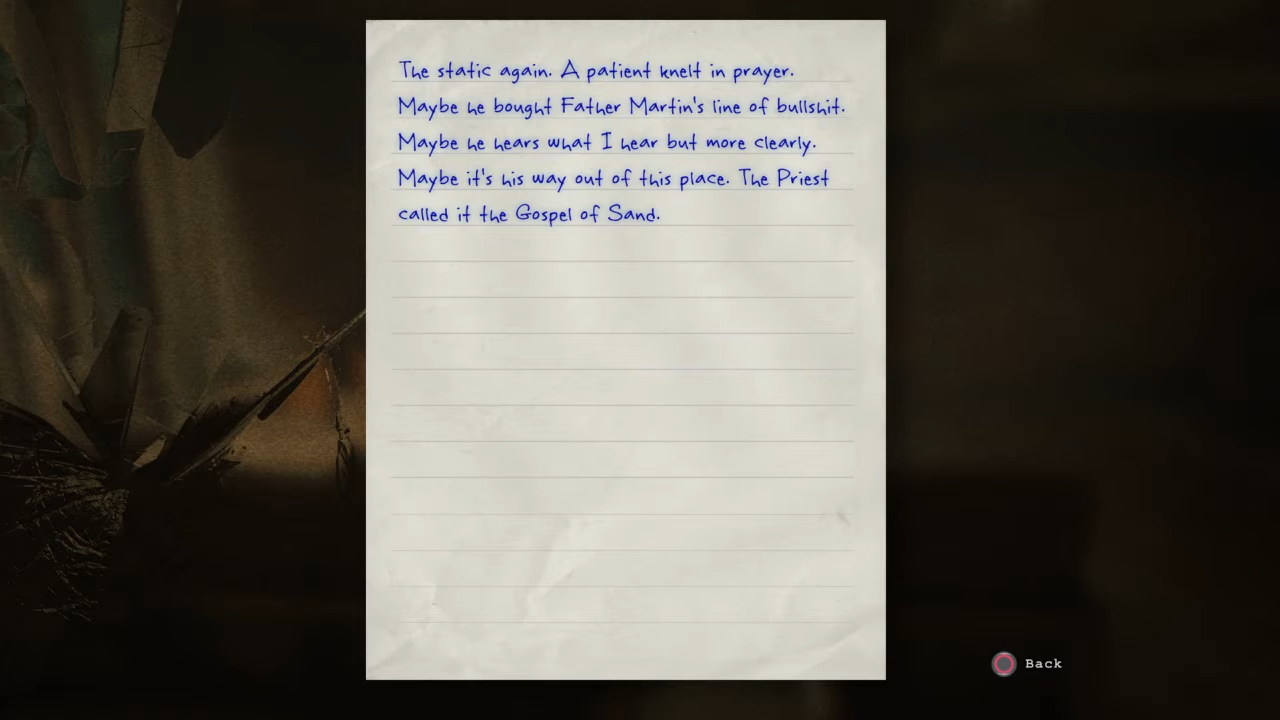 The static again. A patient knelt in prayer.
Maybe he bought Father Martin's line of bullshit.
Maybe he hears what I hear but more clearly.
Maybe it's his way out of this place. The Priest
called it the Gospel of Sand.
Back